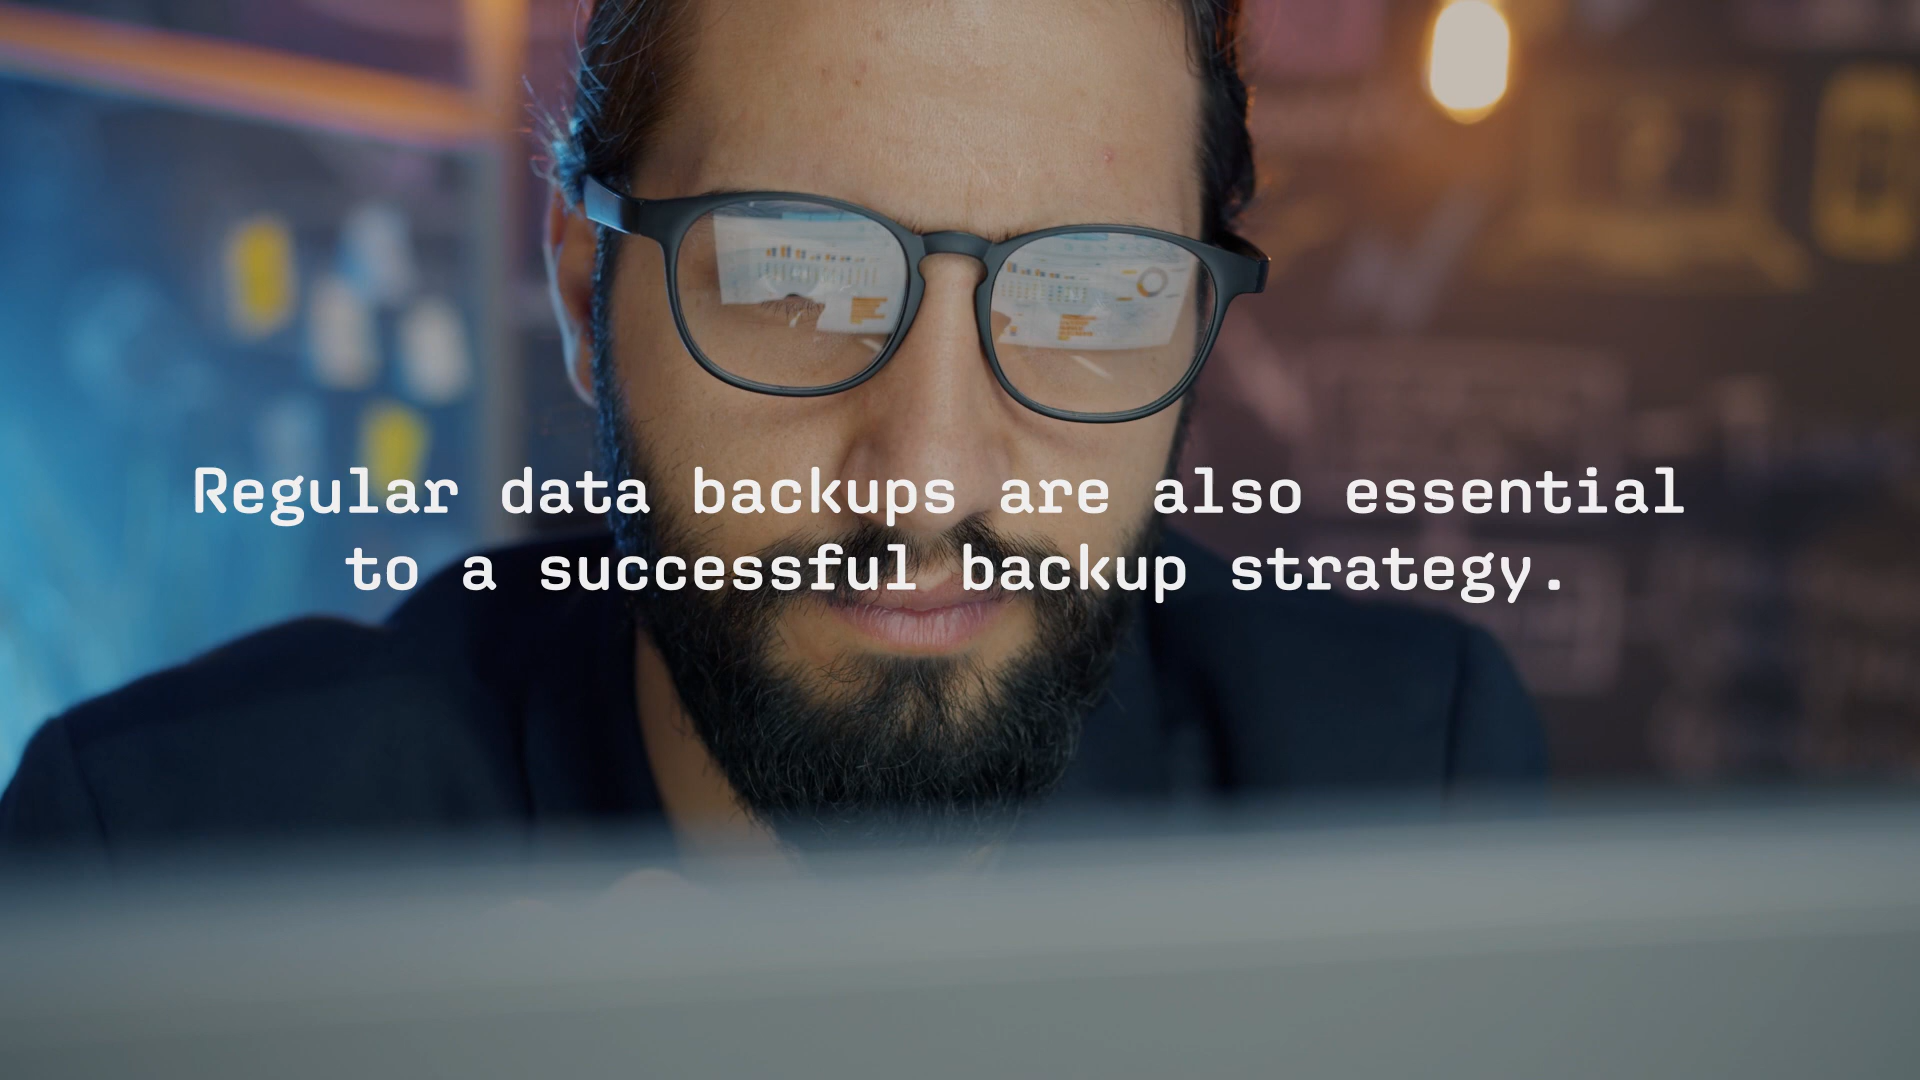 Regular data backups are also essential
to a successful backup strategy.